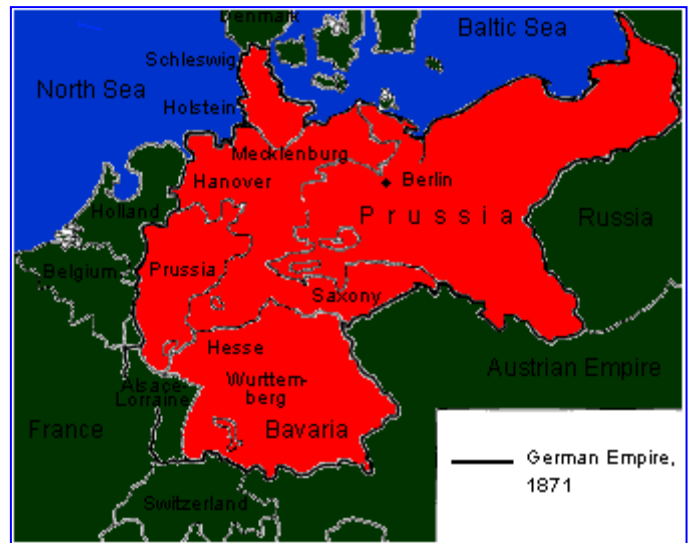 Denmark
Baltic Sea
Schleswig
North Sea
Holstein
Mecklenburg
Hanover
Berlin
Holland
Prussia
Russia
Belgium
Prussia
Saxony
Hesse
Austrian Empire
Alsace-
Lorraine
Wurttem-
berg
France
Bavaria
German Empire,
1871
Switzerland